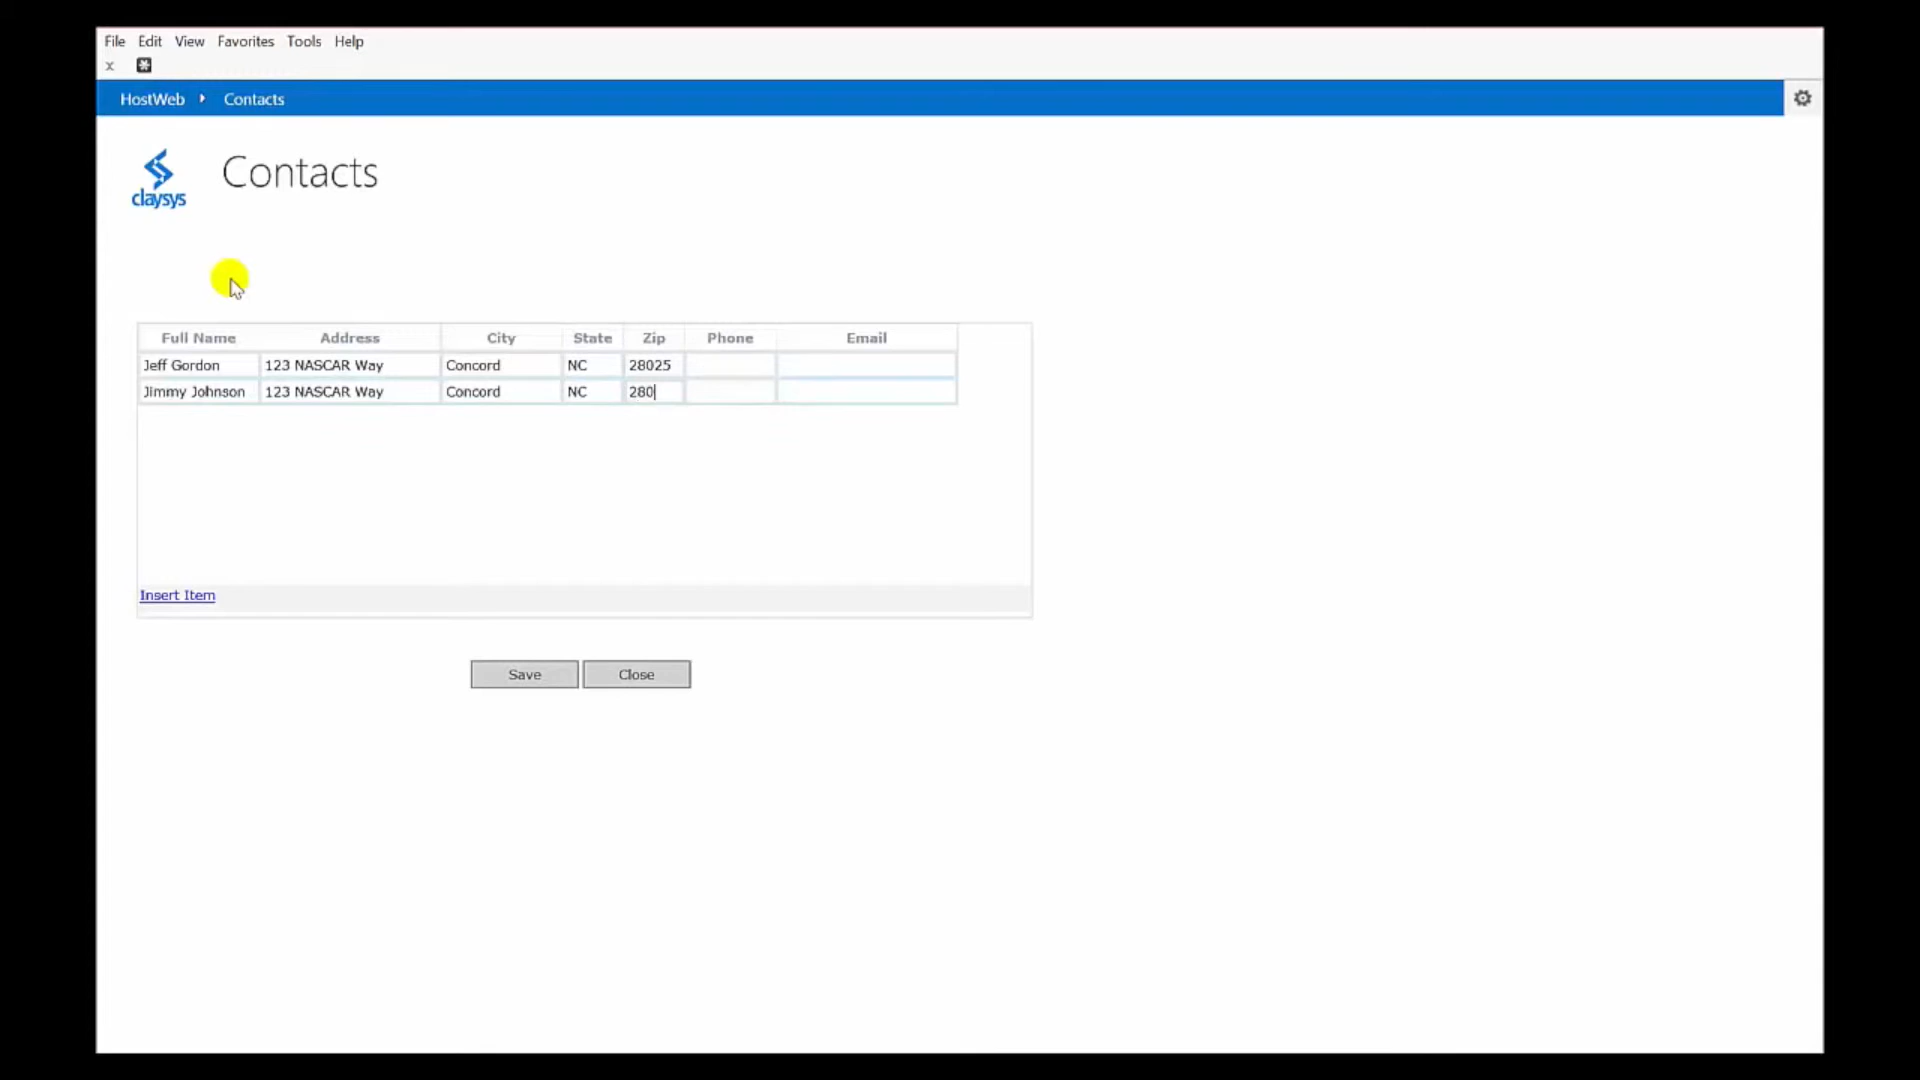 File Edit View Favorites Tools Help
x
HostWeb Contacts
claysys
Contacts
Full Name Address City State Zip Phone Email
Jeff Gordon 123 NASCAR Way Concord NC 28025
Jimmy Johnson 123 NASCAR Way Concord NC 280
Insert Item
Save Close